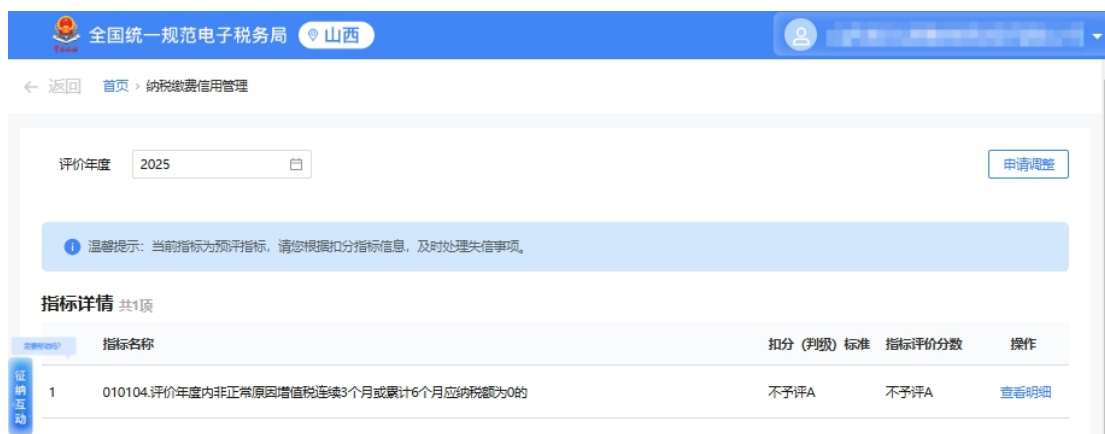 全国统一规范电子税务局 山西
← 返回 首页 > 纳税缴费信用管理
评价年度 2025 申请调整
温馨提示：当前指标为预评指标，请您根据扣分指标信息，及时处理失信事项。
指标详情 共1项
需要帮助吗?
指标名称 扣分（判级）标准 指标评价分数 操作
征纳互动
1 010104.评价年度内非正常原因增值税连续3个月或累计6个月应纳税额为0的 不予评A 不予评A 查看明细